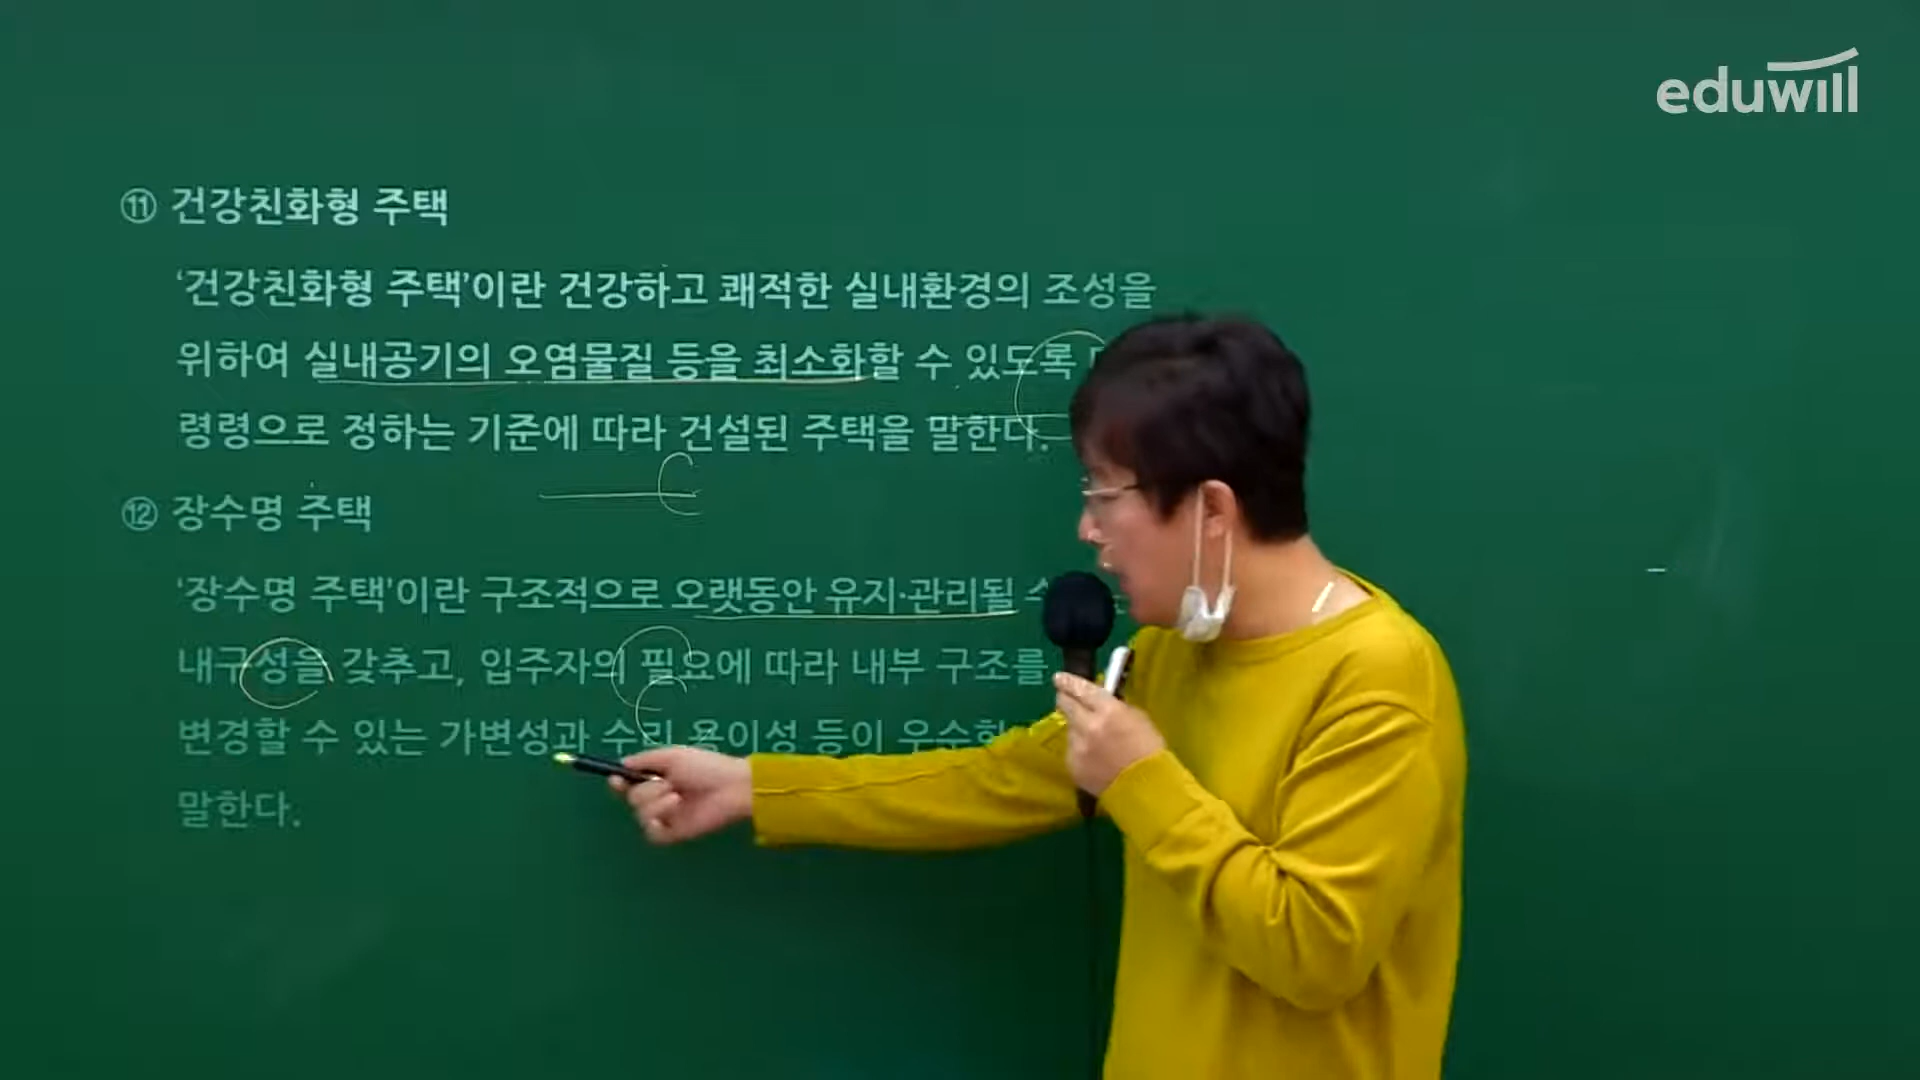 eduwill
⑪ 건강친화형 주택
‘건강친화형 주택’이란 건강하고 쾌적한 실내환경의 조성을
위하여 실내공기의 오염물질 등을 최소화할 수 있도록
령령으로 정하는 기준에 따라 건설된 주택을 말한다.
⑫ 장수명 주택
‘장수명 주택’이란 구조적으로 오랫동안 유지·관리될
내구성을 갖추고, 입주자의 필요에 따라 내부 구조를
변경할 수 있는 가변성과 수리 용이성 등이
말한다.